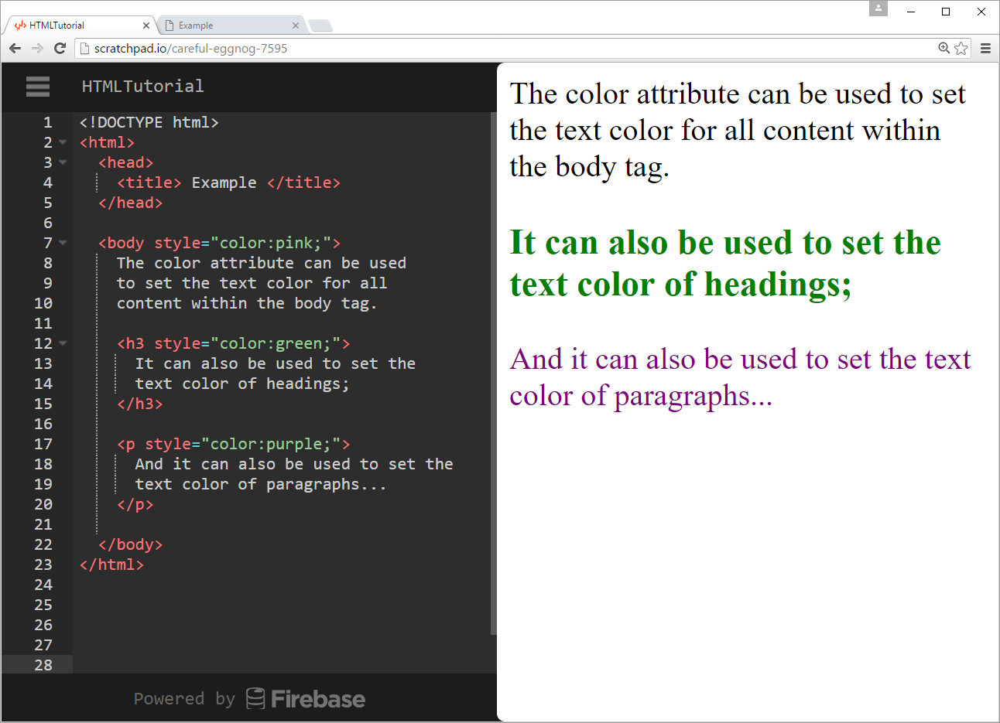 HTMLTutorial
Example
scratchpad.io/careful-eggnog-7595
HTMLTutorial
1 <!DOCTYPE html>
2 <html>
3 <head>
4 <title> Example </title>
5 </head>
6
7 <body style="color:pink;">
8 The color attribute can be used
9 to set the text color for all
10 content within the body tag.
11
12 <h3 style="color:green;">
13 It can also be used to set the
14 text color of headings;
15 </h3>
16
17 <p style="color:purple;">
18 And it can also be used to set the
19 text color of paragraphs...
20 </p>
21
22 </body>
23 </html>
24
25
26
27
28
Powered by Firebase
The color attribute can be used to set
the text color for all content within
the body tag.
It can also be used to set the
text color of headings;
And it can also be used to set the text
color of paragraphs...